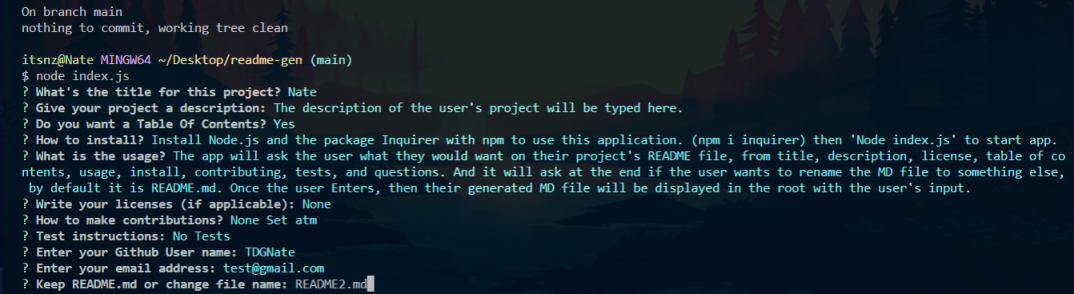 On branch main
nothing to commit, working tree clean
itsnz@Nate MINGW64 ~/Desktop/readme-gen (main)
$ node index.js
? What's the title for this project? Nate
? Give your project a description: The description of the user's project will be typed here.
? Do you want a Table Of Contents? Yes
? How to install? Install Node.js and the package Inquirer with npm to use this application. (npm i inquirer) then 'Node index.js' to start app.
? What is the usage? The app will ask the user what they would want on their project's README file, from title, description, license, table of co
ntents, usage, install, contributing, tests, and questions. And it will ask at the end if the user wants to rename the MD file to something else,
by default it is README.md. Once the user Enters, then their generated MD file will be displayed in the root with the user's input.
? Write your licenses (if applicable): None
? How to make contributions? None Set atm
? Test instructions: No Tests
? Enter your Github User name: TDGNate
? Enter your email address: test@gmail.com
? Keep README.md or change file name: README2.md